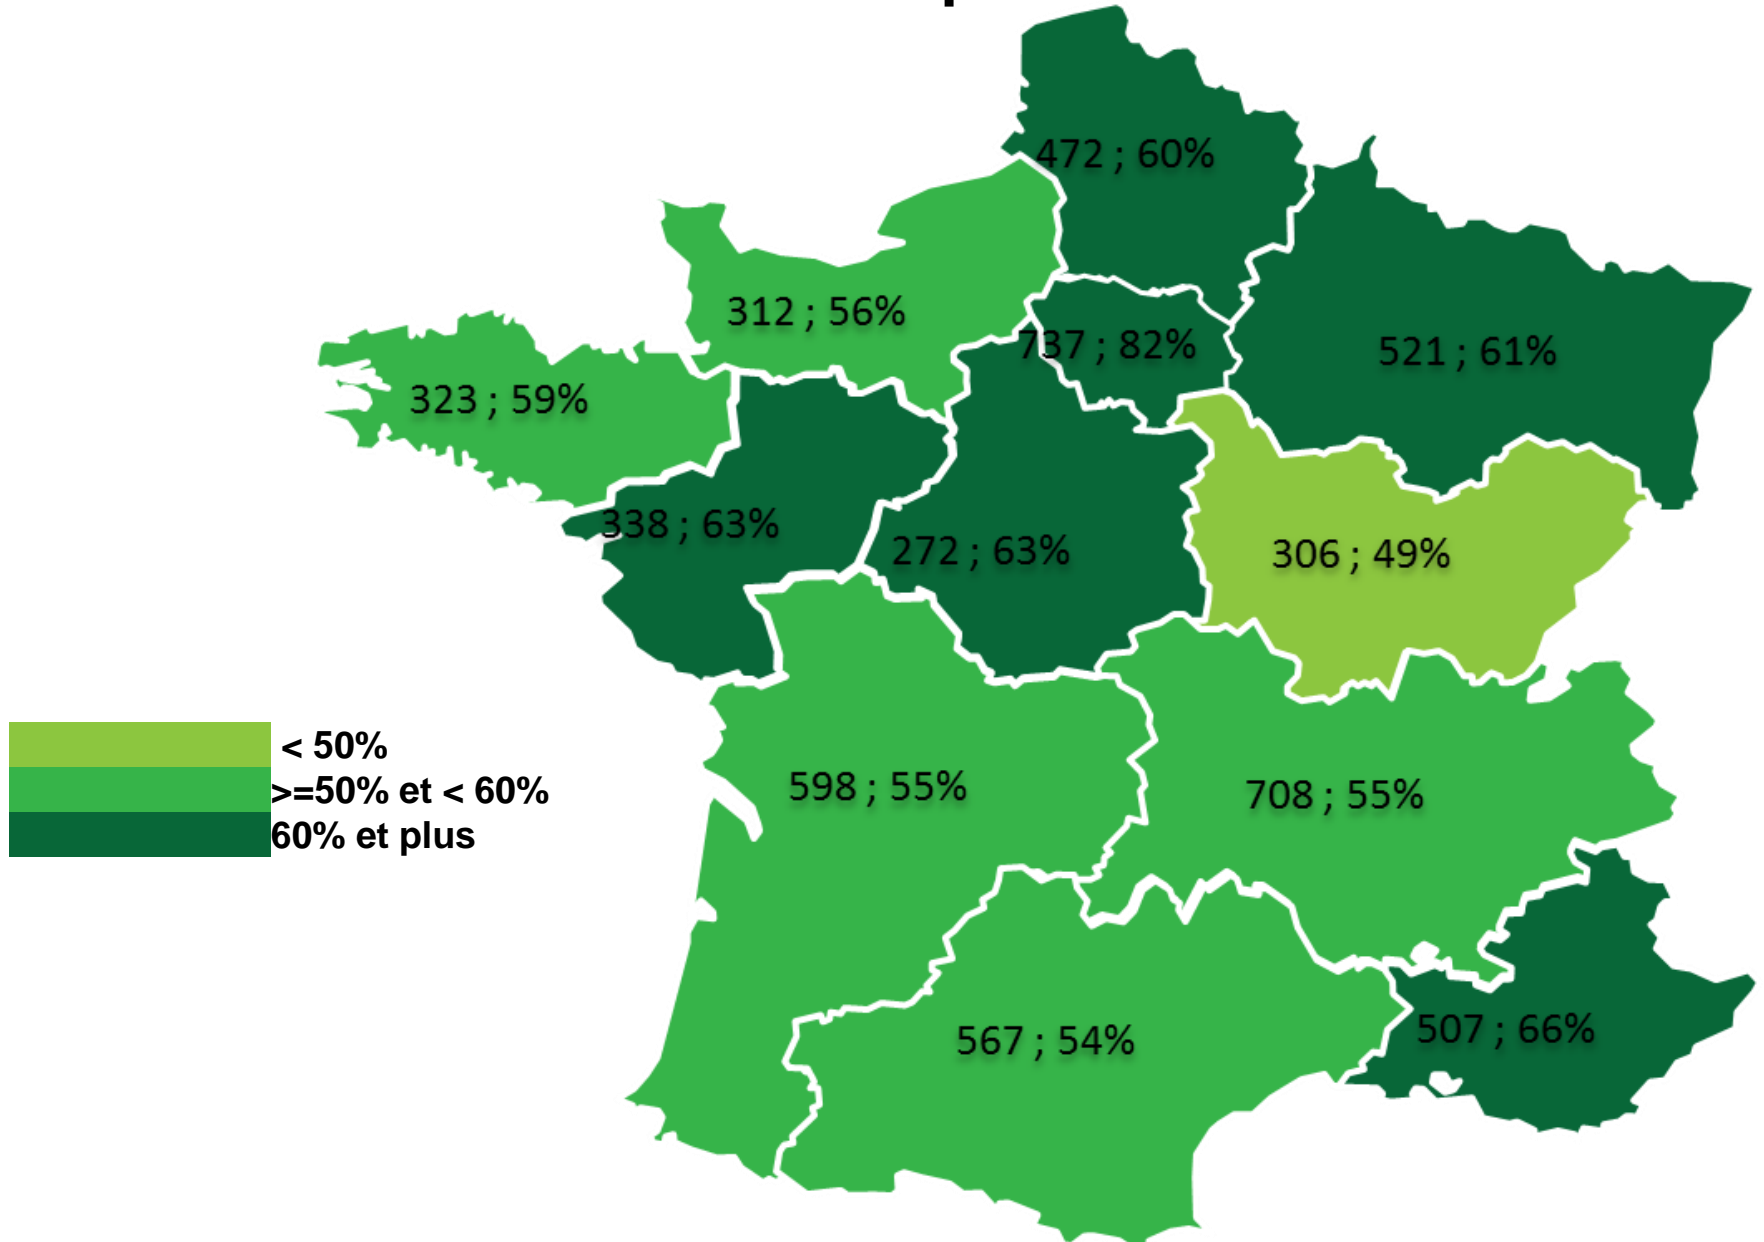 472 ; 60%
312 ; 56%
737 ; 82%
521 ; 61%
323 ; 59%
338 ; 63%
272 ; 63%
306 ; 49%
< 50%
>=50% et < 60%
60% et plus
598 ; 55%
708 ; 55%
567 ; 54%
507 ; 66%